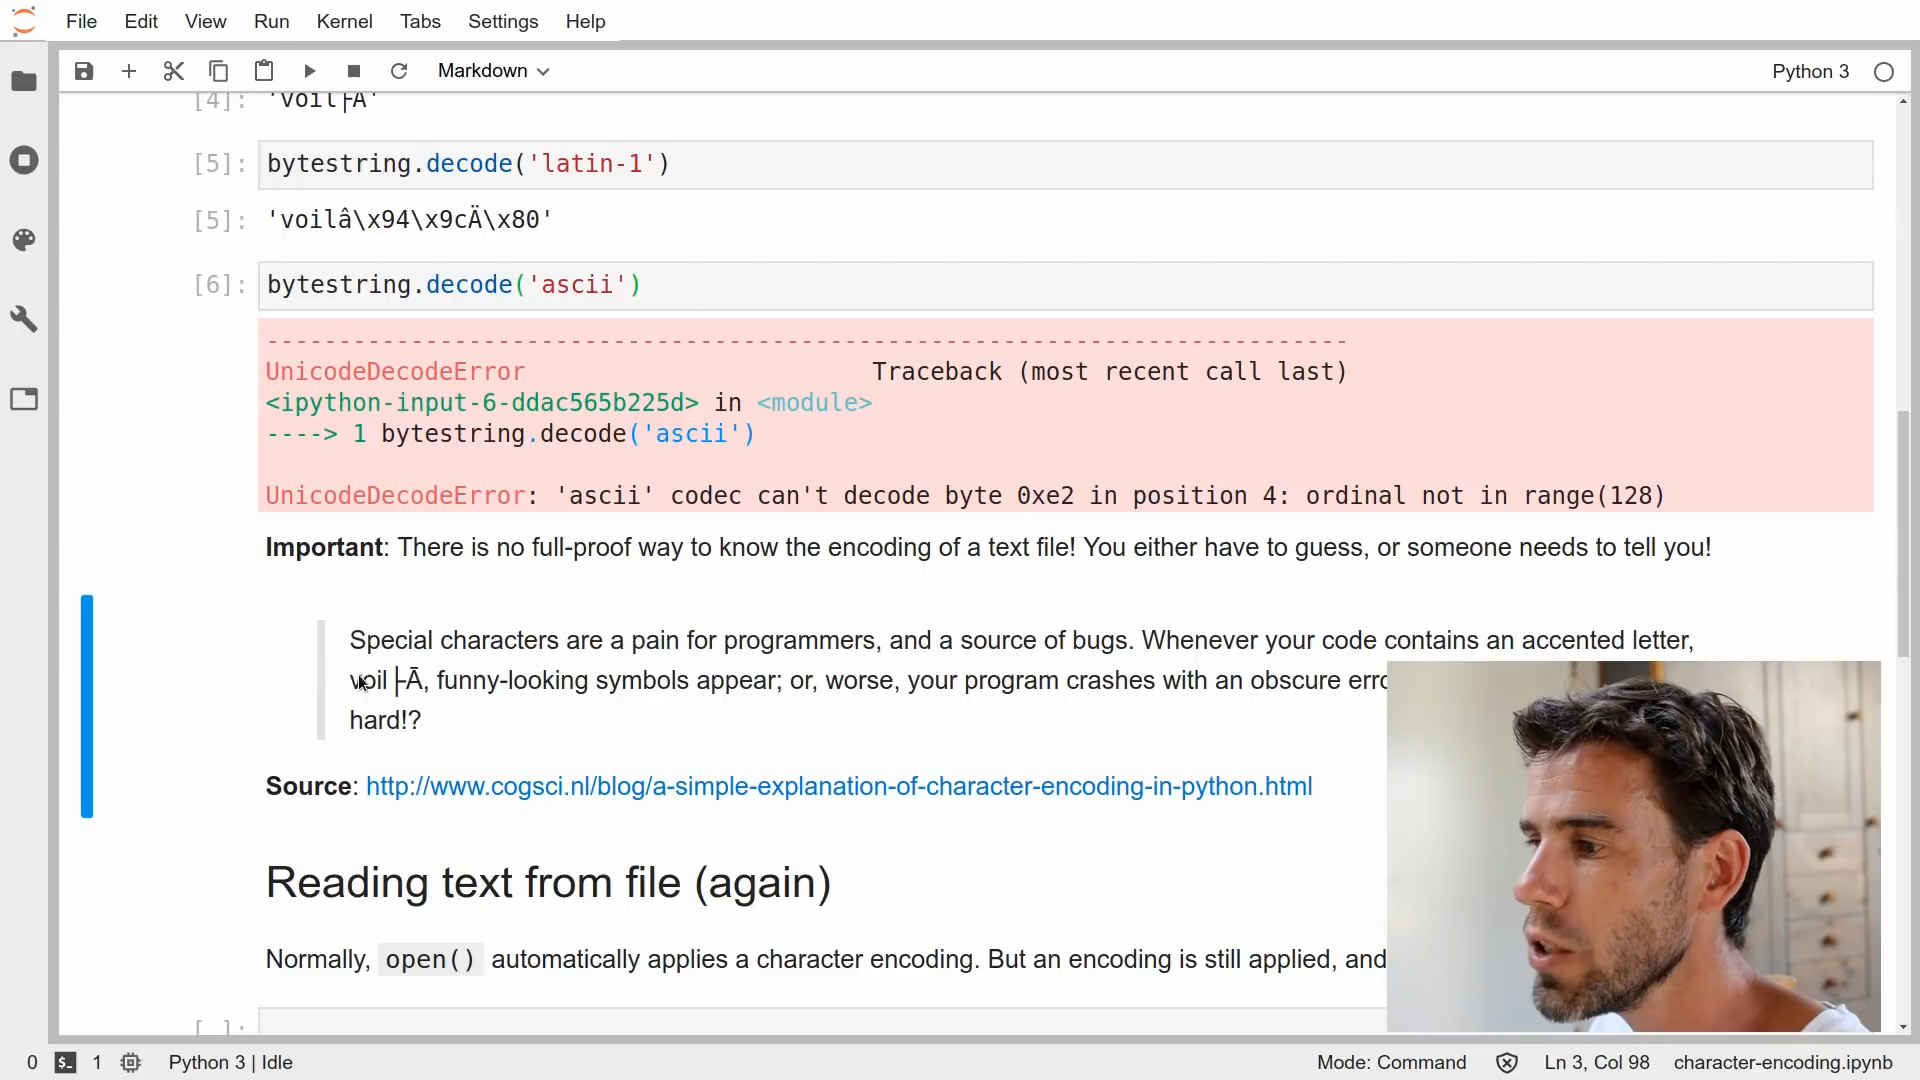 File Edit View Run Kernel Tabs Settings Help
Markdown Python 3
[4]: 'voil├Ā'
[5]: bytestring.decode('latin-1')
[5]: 'voilâ\x94\x9cÄ\x80'
[6]: bytestring.decode('ascii')
---------------------------------------------------------------------------
UnicodeDecodeError Traceback (most recent call last)
<ipython-input-6-ddac565b225d> in <module>
----> 1 bytestring.decode('ascii')
UnicodeDecodeError: 'ascii' codec can't decode byte 0xe2 in position 4: ordinal not in range(128)
Important: There is no full-proof way to know the encoding of a text file! You either have to guess, or someone needs to tell you!
Special characters are a pain for programmers, and a source of bugs. Whenever your code contains an accented letter,
voil├Ā, funny-looking symbols appear; or, worse, your program crashes with an obscure
hard!?
Source: http://www.cogsci.nl/blog/a-simple-explanation-of-character-encoding-in-python.html
Reading text from file (again)
Normally, open() automatically applies a character encoding. But an encoding is still applied, and
[ ]:
0 1 Python 3 | Idle Mode: Command Ln 3, Col 98 character-encoding.ipynb